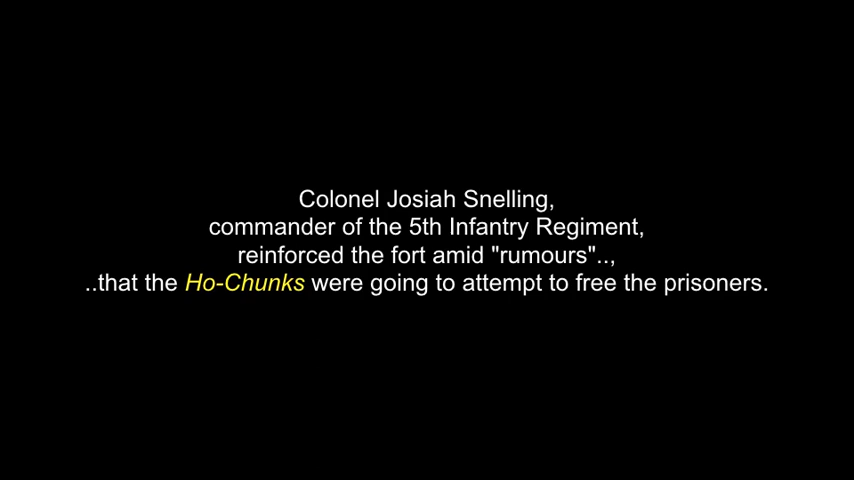 Colonel Josiah Snelling,
commander of the 5th Infantry Regiment,
reinforced the fort amid "rumours"..,
..that the Ho-Chunks were going to attempt to free the prisoners.